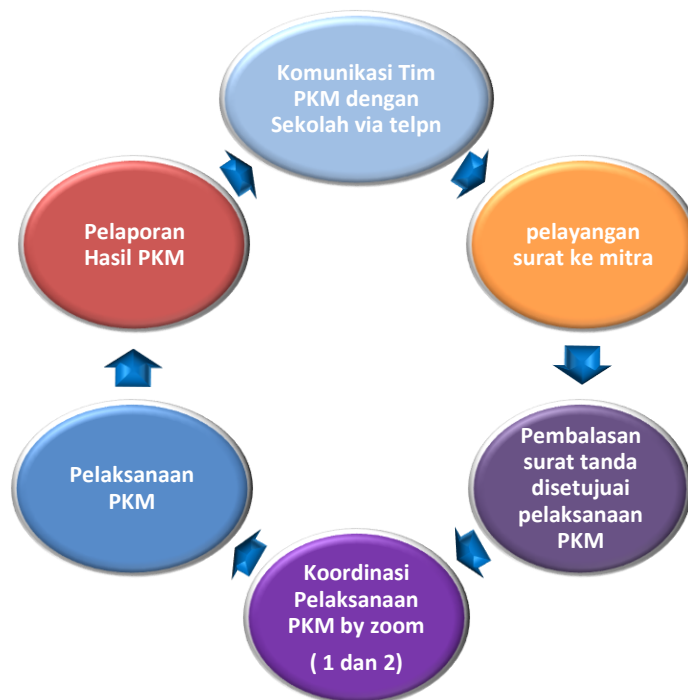 Komunikasi Tim
PKM dengan
Sekolah via telpn
pelayangan
surat ke mitra
Pembalasan
surat tanda
disetujuai
pelaksanaan
PKM
Koordinasi
Pelaksanaan
PKM by zoom
( 1 dan 2)
Pelaksanaan
PKM
Pelaporan
Hasil PKM